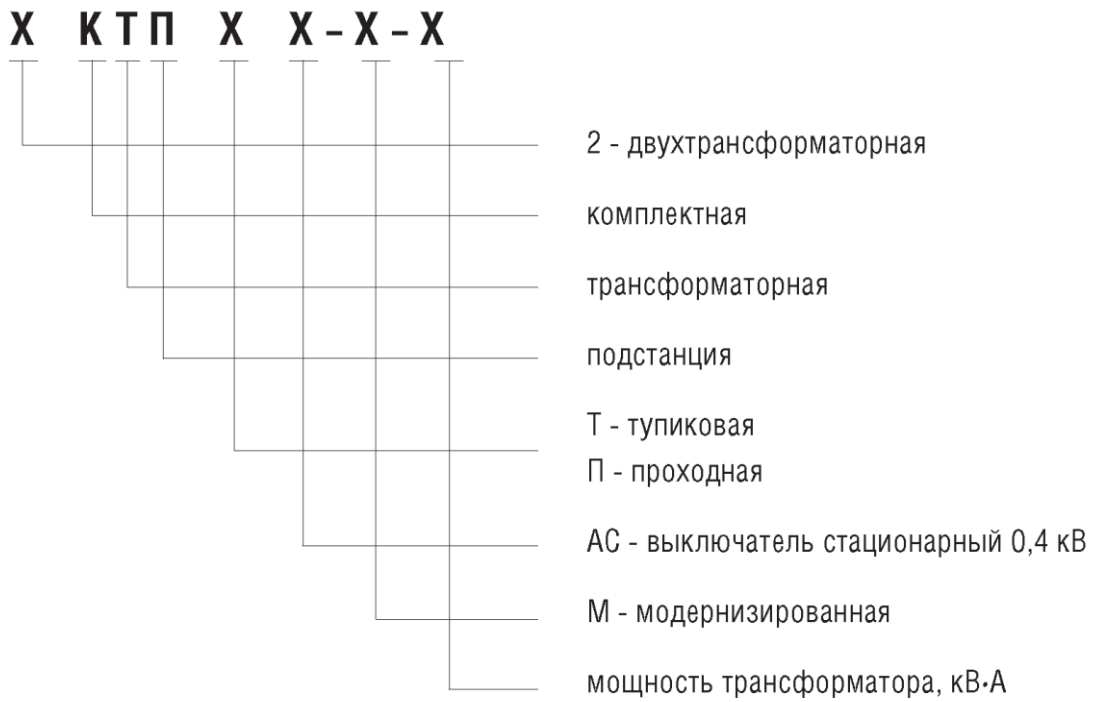 Х КТП Х Х-Х-Х
2 - двухтрансформаторная
комплектная
трансформаторная
подстанция
Т - тупиковая
П - проходная
АС - выключатель стационарный 0,4 кВ
М - модернизированная
мощность трансформатора, кВ·А